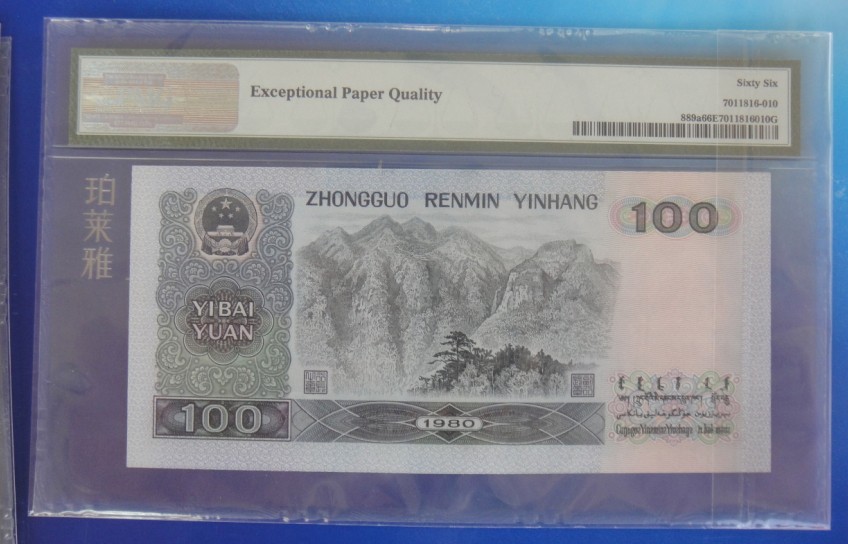 Exceptional Paper Quality
Sixty Six
7011816-010
889a66E7011816010G
珀莱雅
ZHONGGUO RENMIN YINHANG
100
YIBAI
YUAN
100
1980